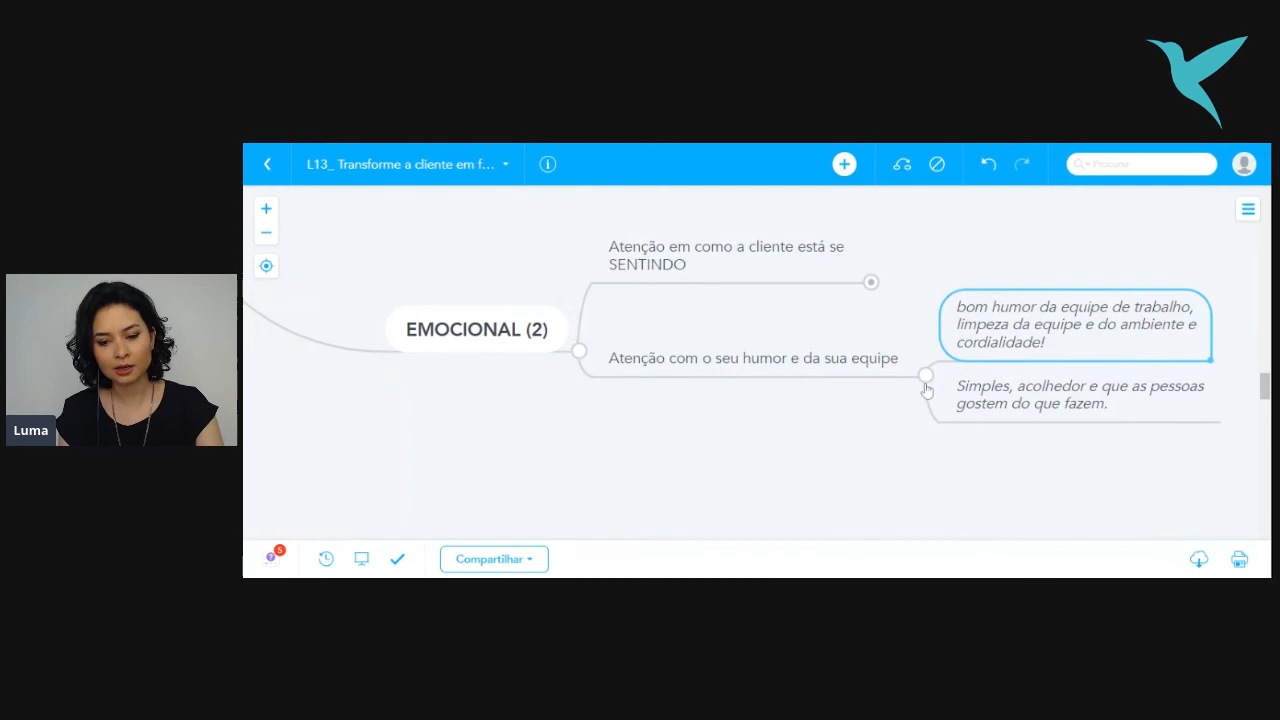 L13_ Transforme a cliente em f...
Procurar
Atenção em como a cliente está se
SENTINDO
bom humor da equipe de trabalho,
limpeza da equipe e do ambiente e
cordialidade!
EMOCIONAL (2)
Atenção com o seu humor e da sua equipe
Simples, acolhedor e que as pessoas
gostem do que fazem.
Luma
5
?
Compartilhar